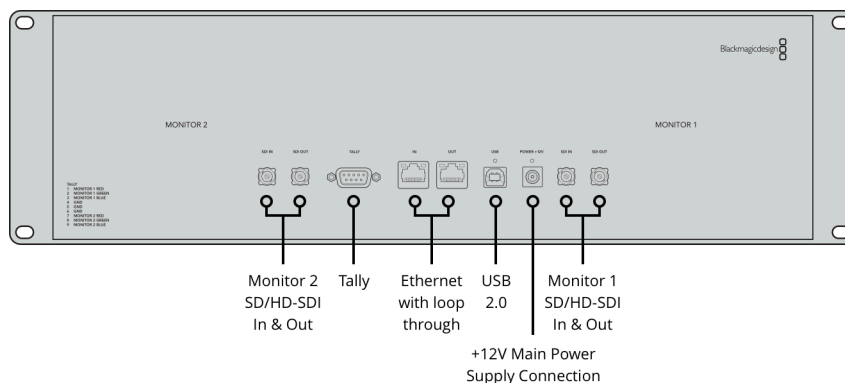 Blackmagicdesign
MONITOR 2
MONITOR 1
SDI IN
SDI OUT
TALLY
IN
OUT
USB
POWER +12V
SDI IN
SDI OUT
TALLY
1 MONITOR 1 RED
2 MONITOR 1 GREEN
3 MONITOR 1 BLUE
4 GND
5 GND
6 GND
7 MONITOR 2 RED
8 MONITOR 2 GREEN
9 MONITOR 2 BLUE
Monitor 2
SD/HD-SDI
In & Out
Tally
Ethernet
with loop
through
USB
2.0
Monitor 1
SD/HD-SDI
In & Out
+12V Main Power
Supply Connection